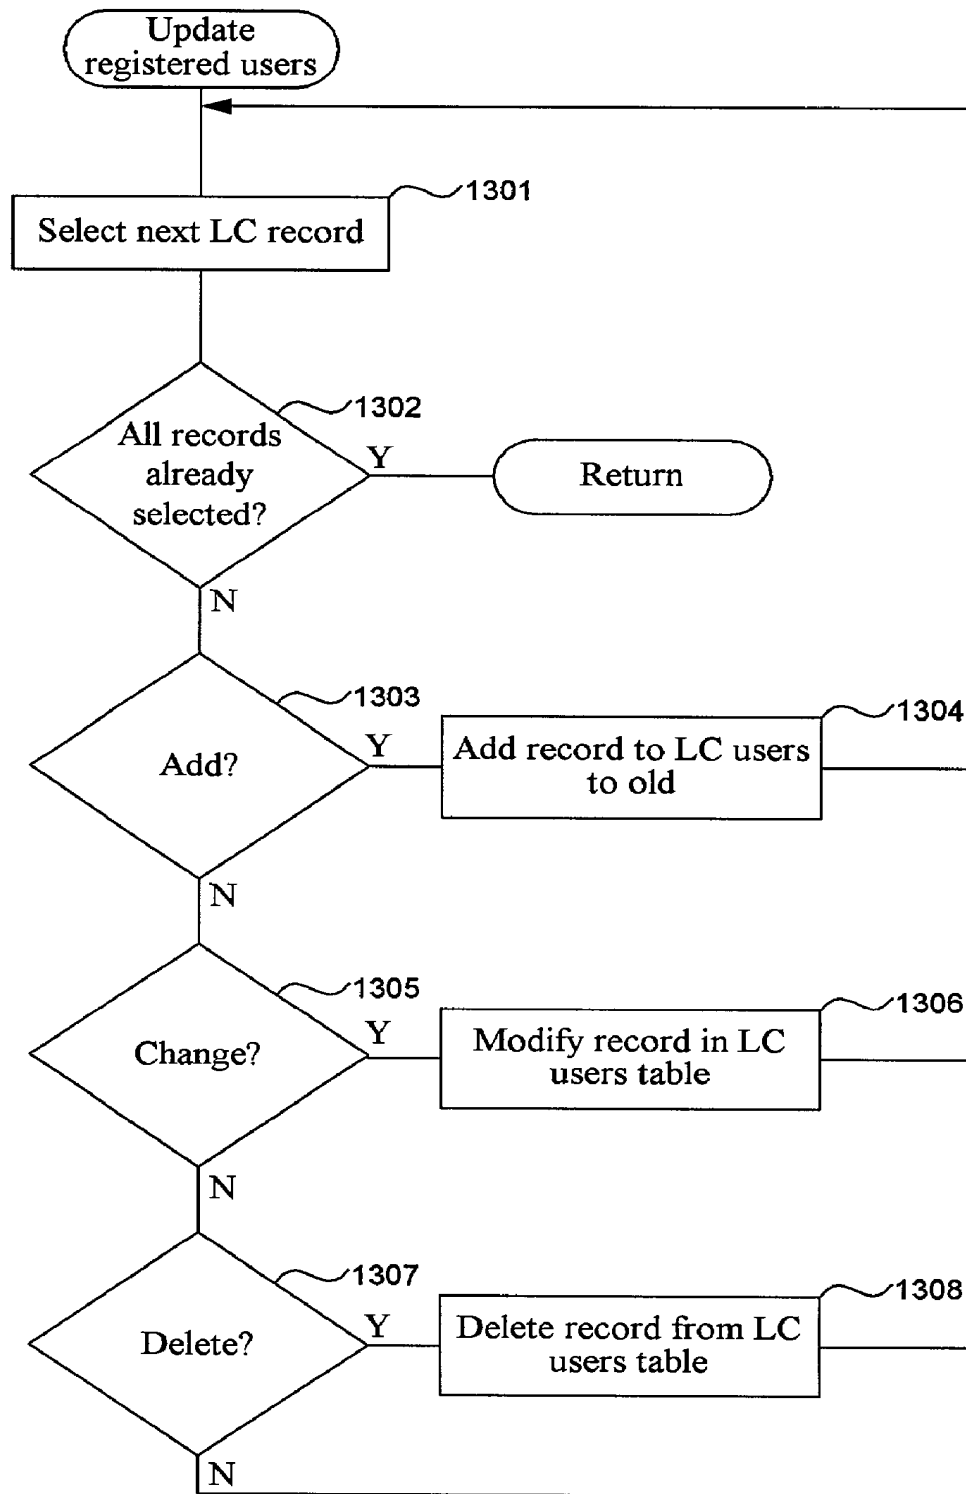 Update
registered users
1301
Select next LC record
1302
All records
already
selected?
Y
Return
N
1303
Add?
Y
1304
Add record to LC users
to old
N
1305
Change?
Y
1306
Modify record in LC
users table
N
1307
Delete?
Y
1308
Delete record from LC
users table
N